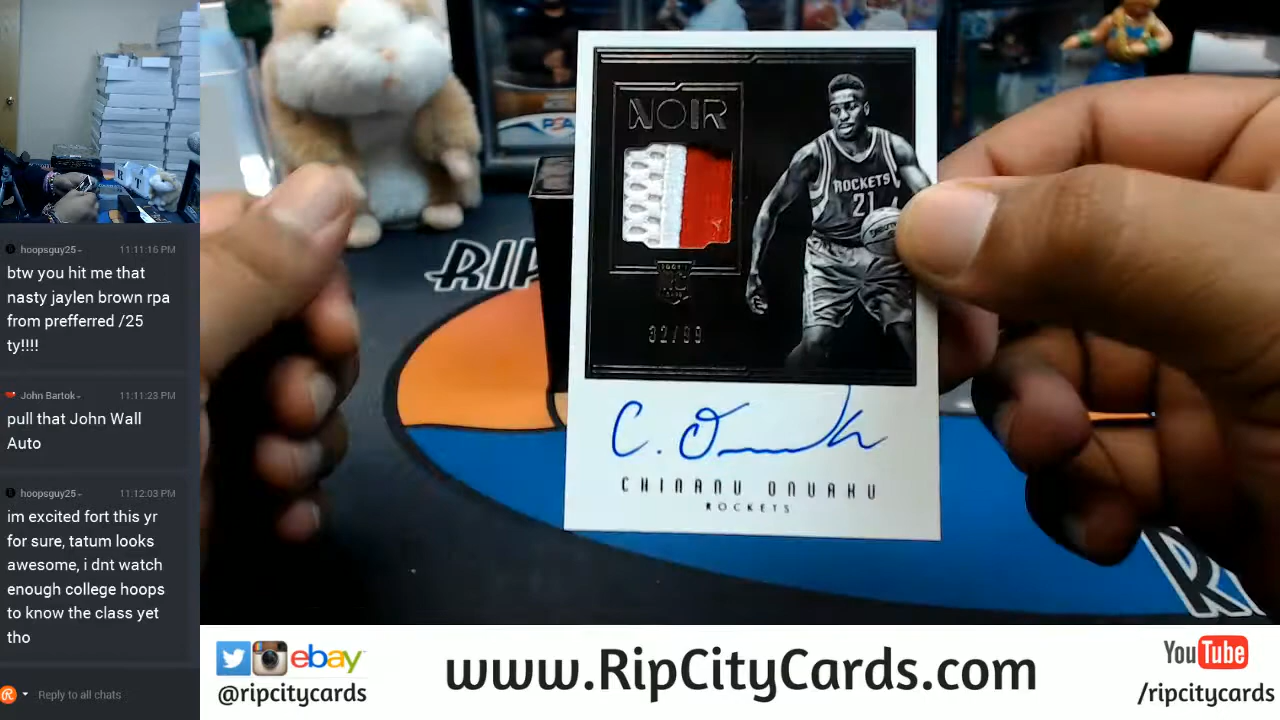 hoopsguy25 11:11:16 PM
btw you hit me that
nasty jaylen brown rpa
from prefferred /25
ty!!!!
John Bartok 11:11:23 PM
pull that John Wall
Auto
hoopsguy25 11:12:03 PM
im excited fort this yr
for sure, tatum looks
awesome, i dnt watch
enough college hoops
to know the class yet
tho
Reply to all chats
PSA
RIP
NOIR
ROCKETS
21
RC
32/99
C. Onuaku
CHINANU ONUAKU
ROCKETS
R
ebay
@ripcitycards
www.RipCityCards.com
YouTube
/ripcitycards